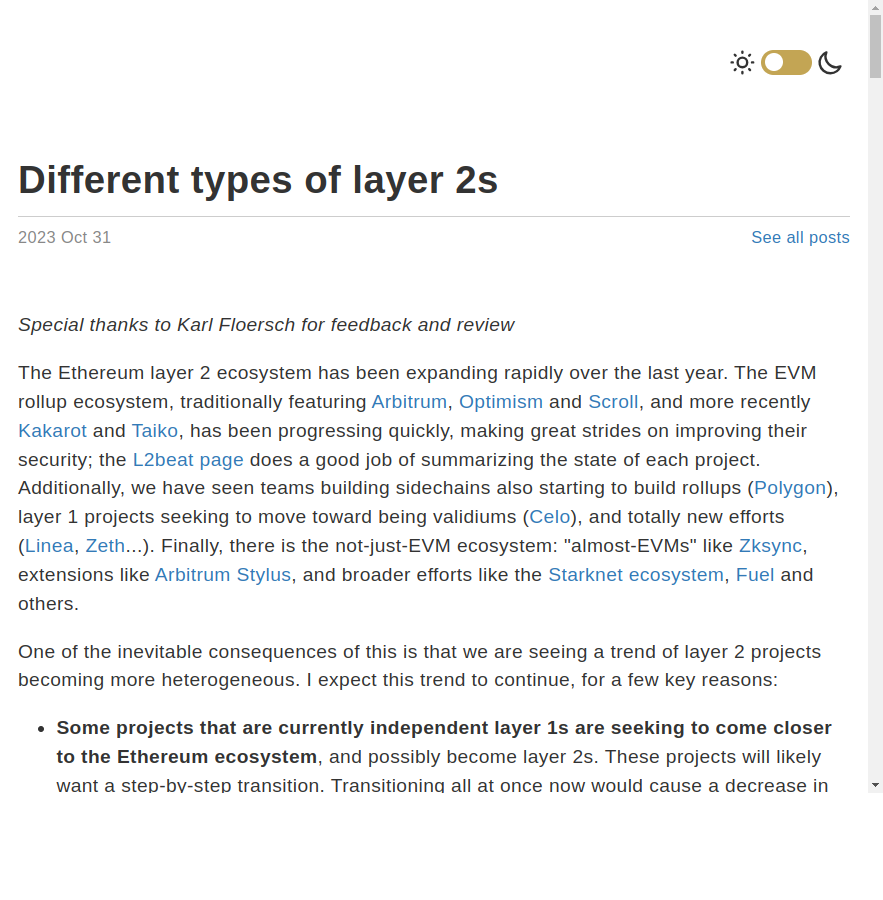 Different types of layer 2s
2023 Oct 31
See all posts
Special thanks to Karl Floersch for feedback and review
The Ethereum layer 2 ecosystem has been expanding rapidly over the last year. The EVM
rollup ecosystem, traditionally featuring Arbitrum, Optimism and Scroll, and more recently
Kakarot and Taiko, has been progressing quickly, making great strides on improving their
security; the L2beat page does a good job of summarizing the state of each project.
Additionally, we have seen teams building sidechains also starting to build rollups (Polygon),
layer 1 projects seeking to move toward being validiums (Celo), and totally new efforts
(Linea, Zeth...). Finally, there is the not-just-EVM ecosystem: "almost-EVMs" like Zksync,
extensions like Arbitrum Stylus, and broader efforts like the Starknet ecosystem, Fuel and
others.
One of the inevitable consequences of this is that we are seeing a trend of layer 2 projects
becoming more heterogeneous. I expect this trend to continue, for a few key reasons:
• Some projects that are currently independent layer 1s are seeking to come closer
to the Ethereum ecosystem, and possibly become layer 2s. These projects will likely
want a step-by-step transition. Transitioning all at once now would cause a decrease in